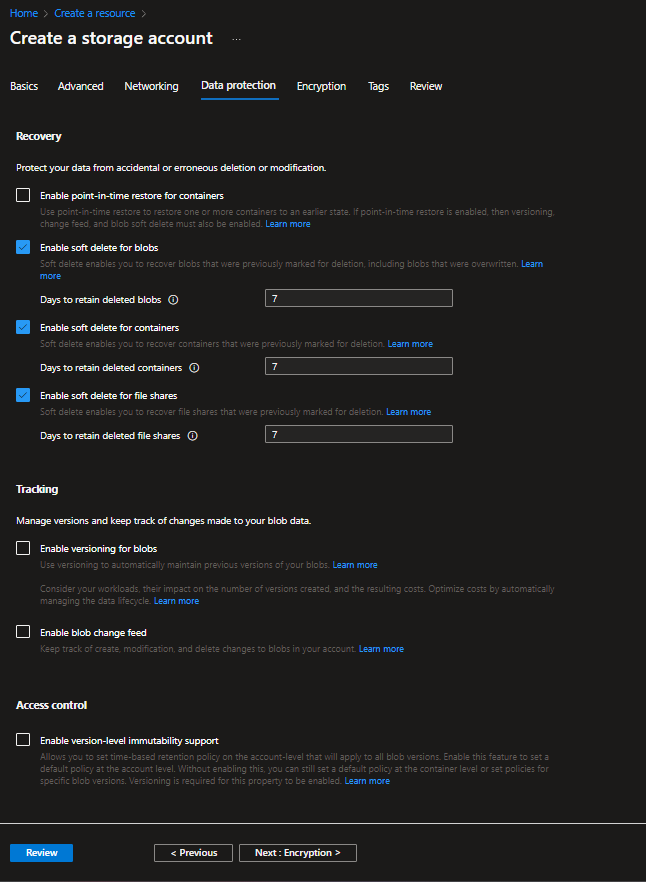 Home > Create a resource >
Create a storage account ...
Basics Advanced Networking Data protection Encryption Tags Review
Recovery
Protect your data from accidental or erroneous deletion or modification.
Enable point-in-time restore for containers
Use point-in-time restore to restore one or more containers to an earlier state. If point-in-time restore is enabled, then versioning,
change feed, and blob soft delete must also be enabled. Learn more
Enable soft delete for blobs
Soft delete enables you to recover blobs that were previously marked for deletion, including blobs that were overwritten. Learn
more
Days to retain deleted blobs 7
Enable soft delete for containers
Soft delete enables you to recover containers that were previously marked for deletion. Learn more
Days to retain deleted containers 7
Enable soft delete for file shares
Soft delete enables you to recover file shares that were previously marked for deletion. Learn more
Days to retain deleted file shares 7
Tracking
Manage versions and keep track of changes made to your blob data.
Enable versioning for blobs
Use versioning to automatically maintain previous versions of your blobs. Learn more
Consider your workloads, their impact on the number of versions created, and the resulting costs. Optimize costs by automatically
managing the data lifecycle. Learn more
Enable blob change feed
Keep track of create, modification, and delete changes to blobs in your account. Learn more
Access control
Enable version-level immutability support
Allows you to set time-based retention policy on the account-level that will apply to all blob versions. Enable this feature to set a
default policy at the account level. Without enabling this, you can still set a default policy at the container level or set policies for
specific blob versions. Versioning is required for this property to be enabled. Learn more
Review < Previous Next : Encryption >